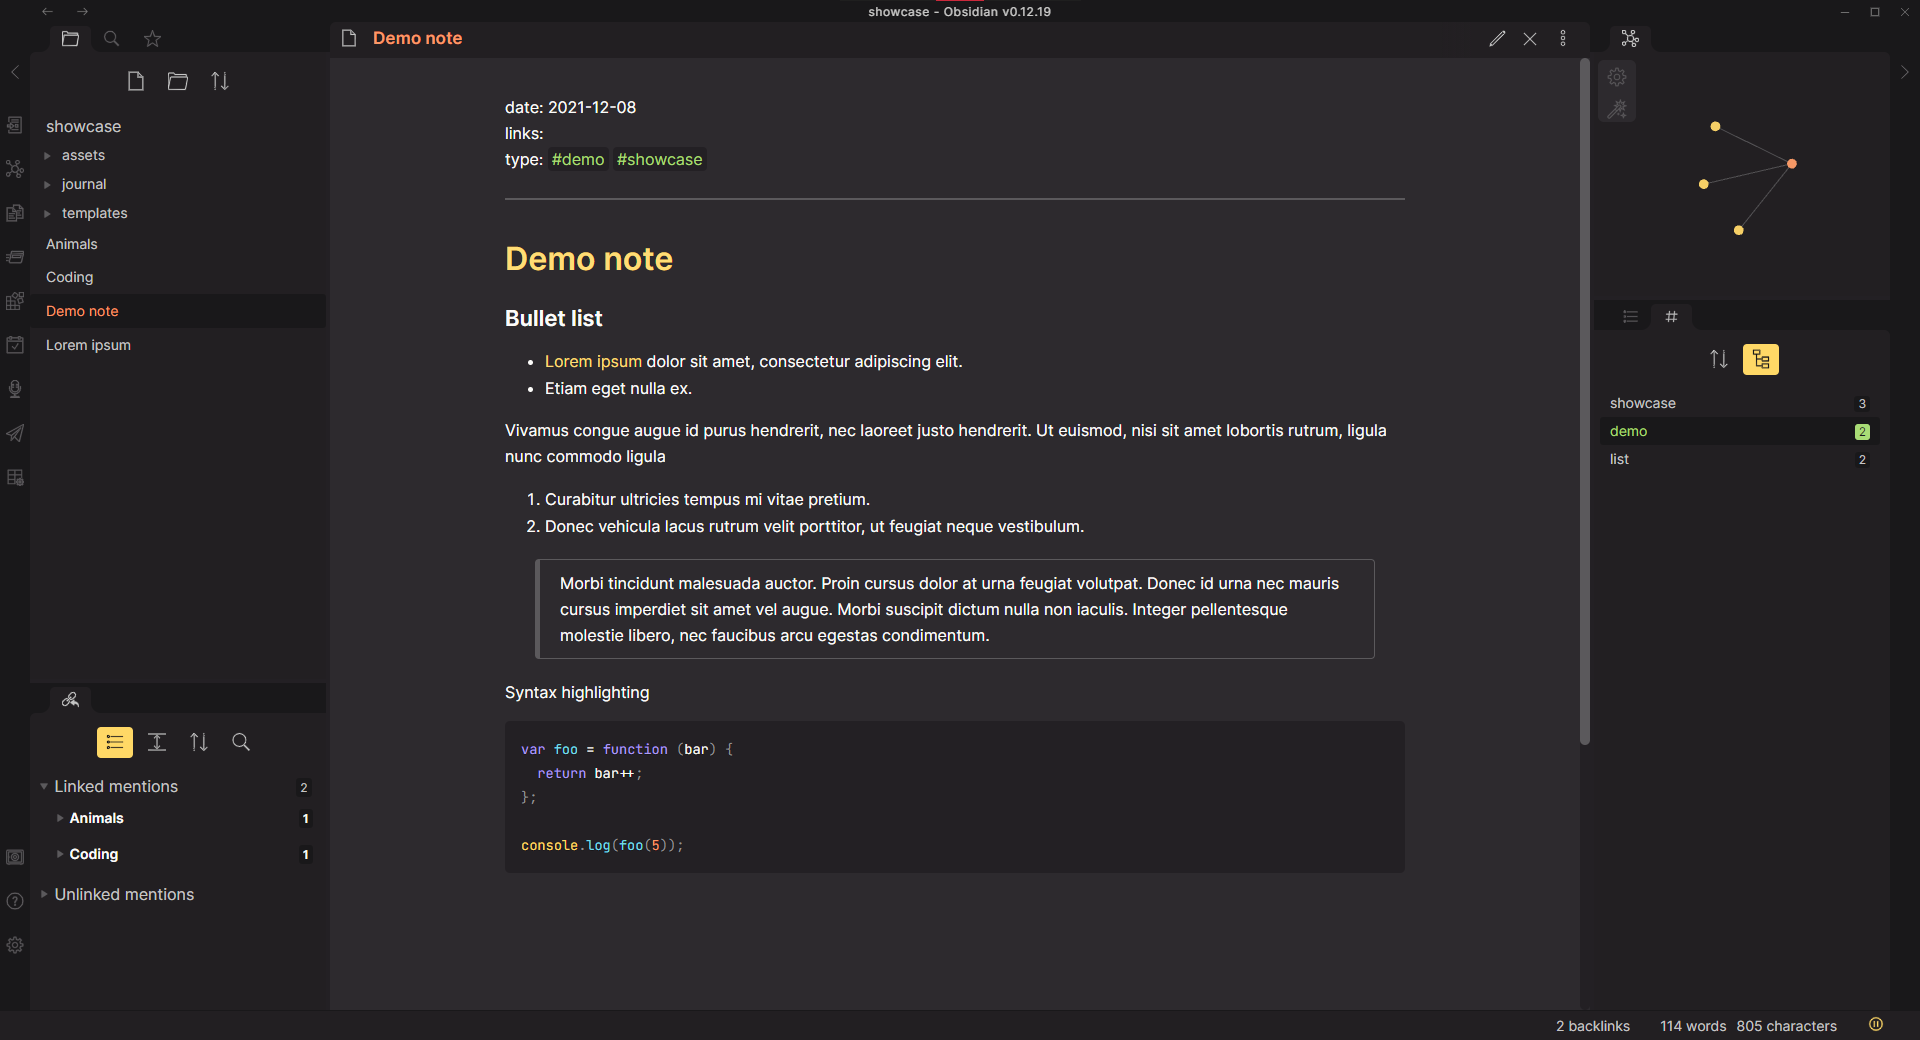 showcase - Obsidian v0.12.19
Demo note
showcase
assets
journal
templates
Animals
Coding
Demo note
Lorem ipsum
Linked mentions 2
Animals 1
Coding 1
Unlinked mentions
date: 2021-12-08
links:
type: #demo #showcase
Demo note
Bullet list
• Lorem ipsum dolor sit amet, consectetur adipiscing elit.
• Etiam eget nulla ex.
Vivamus congue augue id purus hendrerit, nec laoreet justo hendrerit. Ut euismod, nisi sit amet lobortis rutrum, ligula
nunc commodo ligula
1. Curabitur ultricies tempus mi vitae pretium.
2. Donec vehicula lacus rutrum velit porttitor, ut feugiat neque vestibulum.
Morbi tincidunt malesuada auctor. Proin cursus dolor at urna feugiat volutpat. Donec id urna nec mauris
cursus imperdiet sit amet vel augue. Morbi suscipit dictum nulla non iaculis. Integer pellentesque
molestie libero, nec faucibus arcu egestas condimentum.
Syntax highlighting
var foo = function (bar) {
  return bar++;
};
console.log(foo(5));
#
showcase 3
demo 2
list 2
2 backlinks 114 words 805 characters